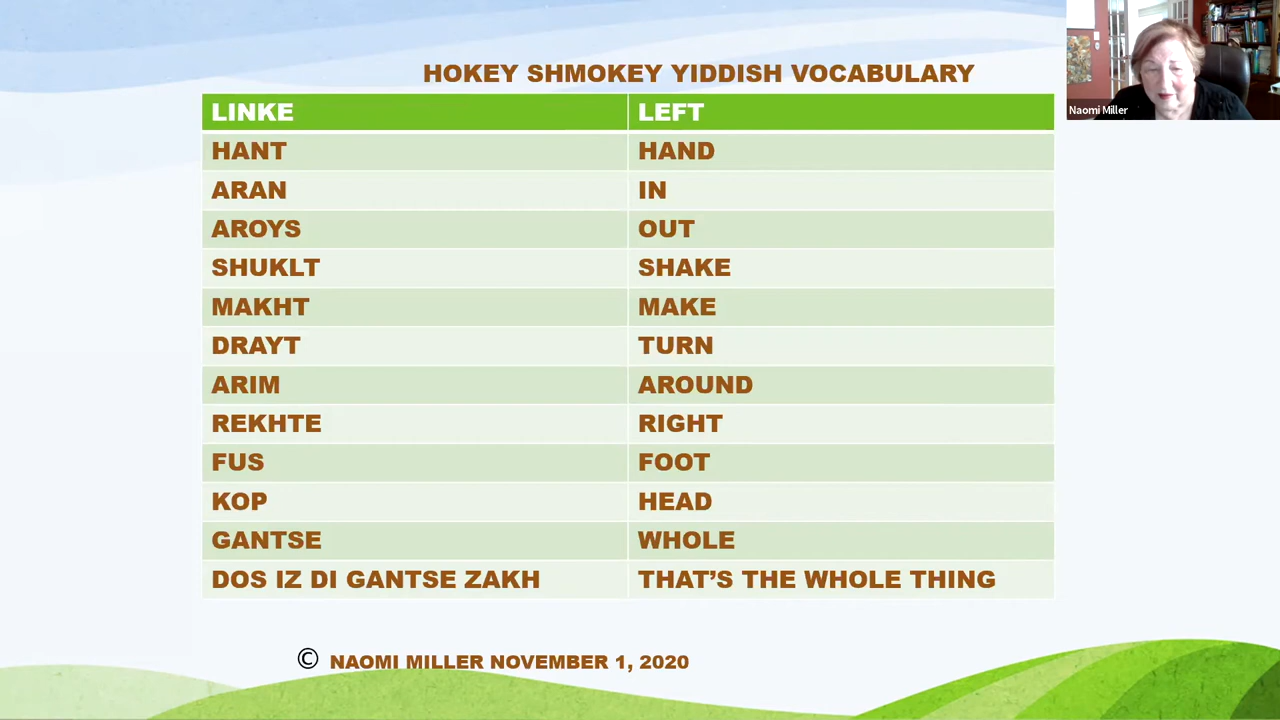 HOKEY SHMOKEY YIDDISH VOCABULARY
LINKE LEFT
HANT HAND
ARAN IN
AROYS OUT
SHUKLT SHAKE
MAKHT MAKE
DRAYT TURN
ARIM AROUND
REKHTE RIGHT
FUS FOOT
KOP HEAD
GANTSE WHOLE
DOS IZ DI GANTSE ZAKH THAT’S THE WHOLE THING
© NAOMI MILLER NOVEMBER 1, 2020
Naomi Miller